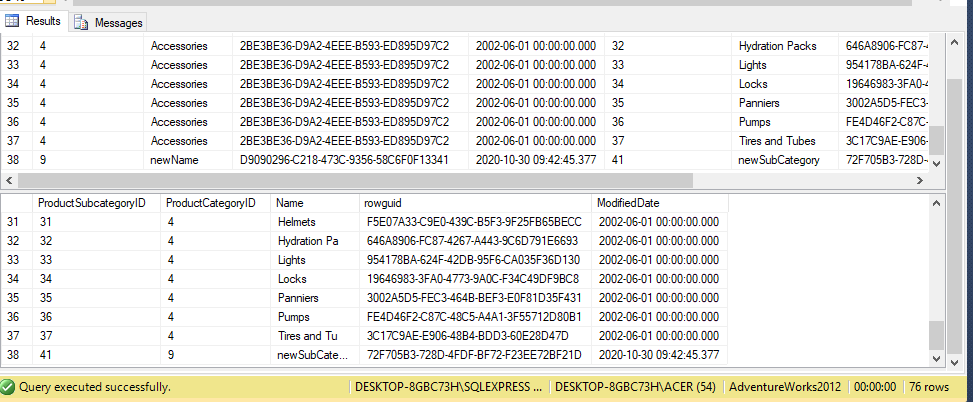 Results Messages
32 4 Accessories 2BE3BE36-D9A2-4EEE-B593-ED895D97C2 2002-06-01 00:00:00.000 32 Hydration Packs 646A8906-FC87-
33 4 Accessories 2BE3BE36-D9A2-4EEE-B593-ED895D97C2 2002-06-01 00:00:00.000 33 Lights 954178BA-624F-
34 4 Accessories 2BE3BE36-D9A2-4EEE-B593-ED895D97C2 2002-06-01 00:00:00.000 34 Locks 19646983-3FA0-
35 4 Accessories 2BE3BE36-D9A2-4EEE-B593-ED895D97C2 2002-06-01 00:00:00.000 35 Panniers 3002A5D5-FEC3-
36 4 Accessories 2BE3BE36-D9A2-4EEE-B593-ED895D97C2 2002-06-01 00:00:00.000 36 Pumps FE4D46F2-C87C-
37 4 Accessories 2BE3BE36-D9A2-4EEE-B593-ED895D97C2 2002-06-01 00:00:00.000 37 Tires and Tubes 3C17C9AE-E906-
38 9 newName D9090296-C218-473C-9356-58C6F0F13341 2020-10-30 09:42:45.377 41 newSubCategory 72F705B3-728D-
ProductSubcategoryID ProductCategoryID Name rowguid ModifiedDate
31 31 4 Helmets F5E07A33-C9E0-439C-B5F3-9F25FB65BECC 2002-06-01 00:00:00.000
32 32 4 Hydration Pa 646A8906-FC87-4267-A443-9C6D791E6693 2002-06-01 00:00:00.000
33 33 4 Lights 954178BA-624F-42DB-95F6-CA035F36D130 2002-06-01 00:00:00.000
34 34 4 Locks 19646983-3FA0-4773-9A0C-F34C49DF9BC8 2002-06-01 00:00:00.000
35 35 4 Panniers 3002A5D5-FEC3-464B-BEF3-E0F81D35F431 2002-06-01 00:00:00.000
36 36 4 Pumps FE4D46F2-C87C-48C5-A4A1-3F55712D80B1 2002-06-01 00:00:00.000
37 37 4 Tires and Tu 3C17C9AE-E906-48B4-BDD3-60E28D47D 2002-06-01 00:00:00.000
38 41 9 newSubCate... 72F705B3-728D-4FDF-BF72-F23EE72BF21D 2020-10-30 09:42:45.377
Query executed successfully. DESKTOP-8GBC73H\SQLEXPRESS ... DESKTOP-8GBC73H\ACER (54) AdventureWorks2012 00:00:00 76 rows